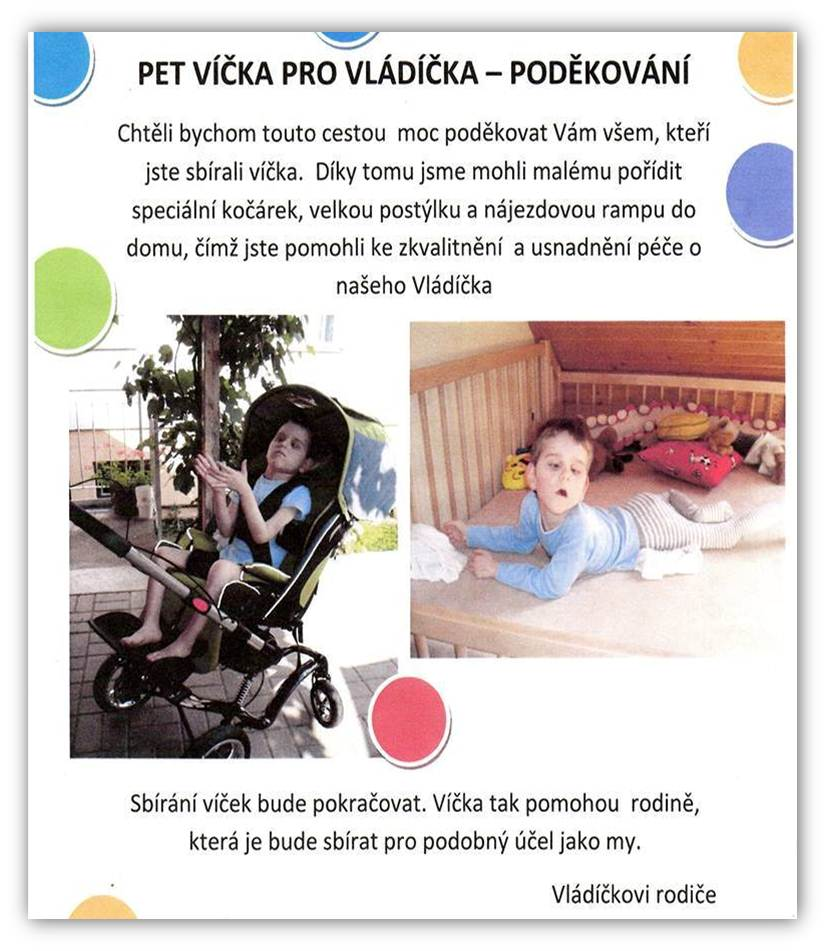 PET VÍČKA PRO VLÁDÍČKA – PODĚKOVÁNÍ
Chtěli bychom touto cestou moc poděkovat Vám všem, kteří
jste sbírali víčka. Díky tomu jsme mohli malému pořídit
speciální kočárek, velkou postýlku a nájezdovou rampu do
domu, čímž jste pomohli ke zkvalitnění a usnadnění péče o
našeho Vládíčka
Sbírání víček bude pokračovat. Víčka tak pomohou rodině,
která je bude sbírat pro podobný účel jako my.
Vládíčkovi rodiče